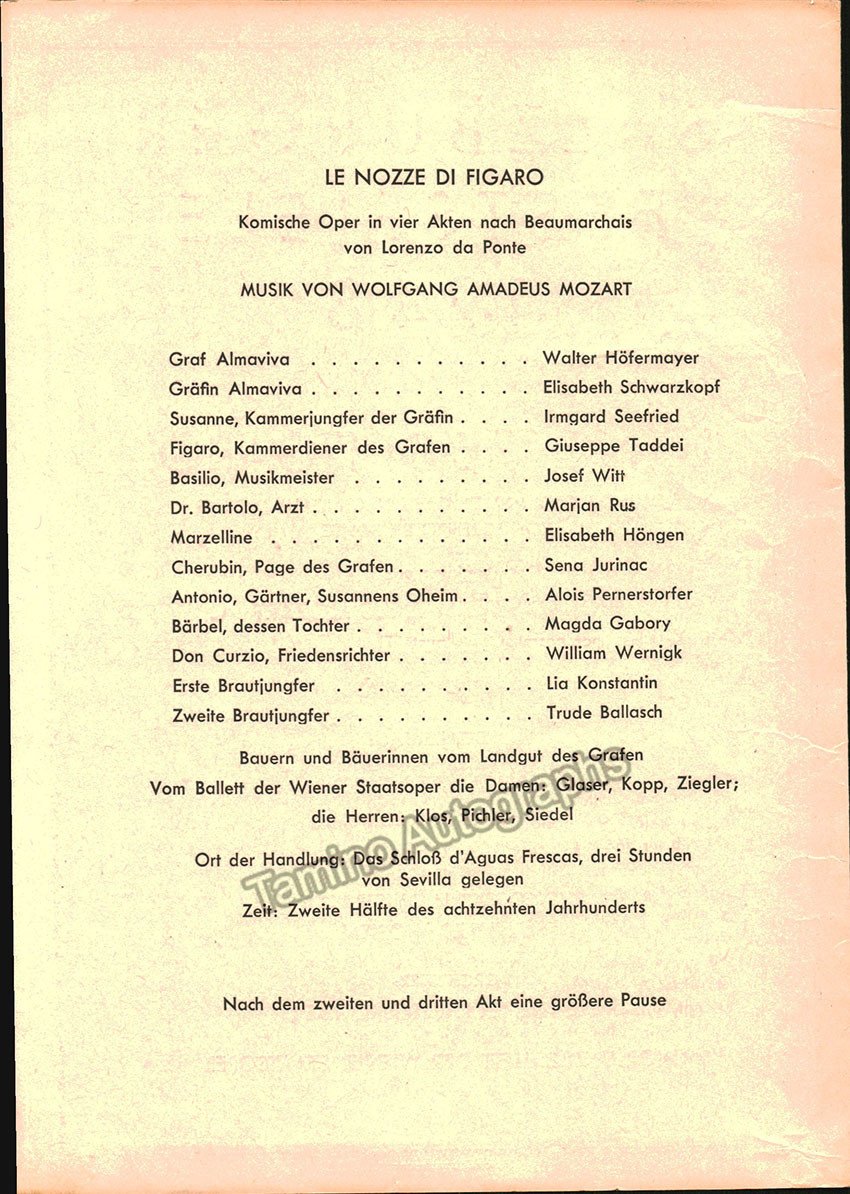 LE NOZZE DI FIGARO
Komische Oper in vier Akten nach Beaumarchais
von Lorenzo da Ponte
MUSIK VON WOLFGANG AMADEUS MOZART
Graf Almaviva . . . . . . . . . . . Walter Höfermayer
Gräfin Almaviva . . . . . . . . . . . Elisabeth Schwarzkopf
Susanne, Kammerjungfer der Gräfin . . . . Irmgard Seefried
Figaro, Kammerdiener des Grafen . . . . Giuseppe Taddei
Basilio, Musikmeister . . . . . . . . . Josef Witt
Dr. Bartolo, Arzt . . . . . . . . . . . Marjan Rus
Marzelline . . . . . . . . . . . . . Elisabeth Höngen
Cherubin, Page des Grafen . . . . . . . Sena Jurinac
Antonio, Gärtner, Susannens Oheim . . . . Alois Pernerstorfer
Bärbel, dessen Tochter . . . . . . . . . Magda Gabory
Don Curzio, Friedensrichter . . . . . . . William Wernigk
Erste Brautjungfer . . . . . . . . . . Lia Konstantin
Zweite Brautjungfer . . . . . . . . . . Trude Ballasch
Bauern und Bäuerinnen vom Landgut des Grafen
Vom Ballett der Wiener Staatsoper die Damen: Glaser, Kopp, Ziegler;
die Herren: Klos, Pichler, Siedel
Ort der Handlung: Das Schloß d'Aguas Frescas, drei Stunden
von Sevilla gelegen
Zeit: Zweite Hälfte des achtzehnten Jahrhunderts
Nach dem zweiten und dritten Akt eine größere Pause
Tamino Autographs